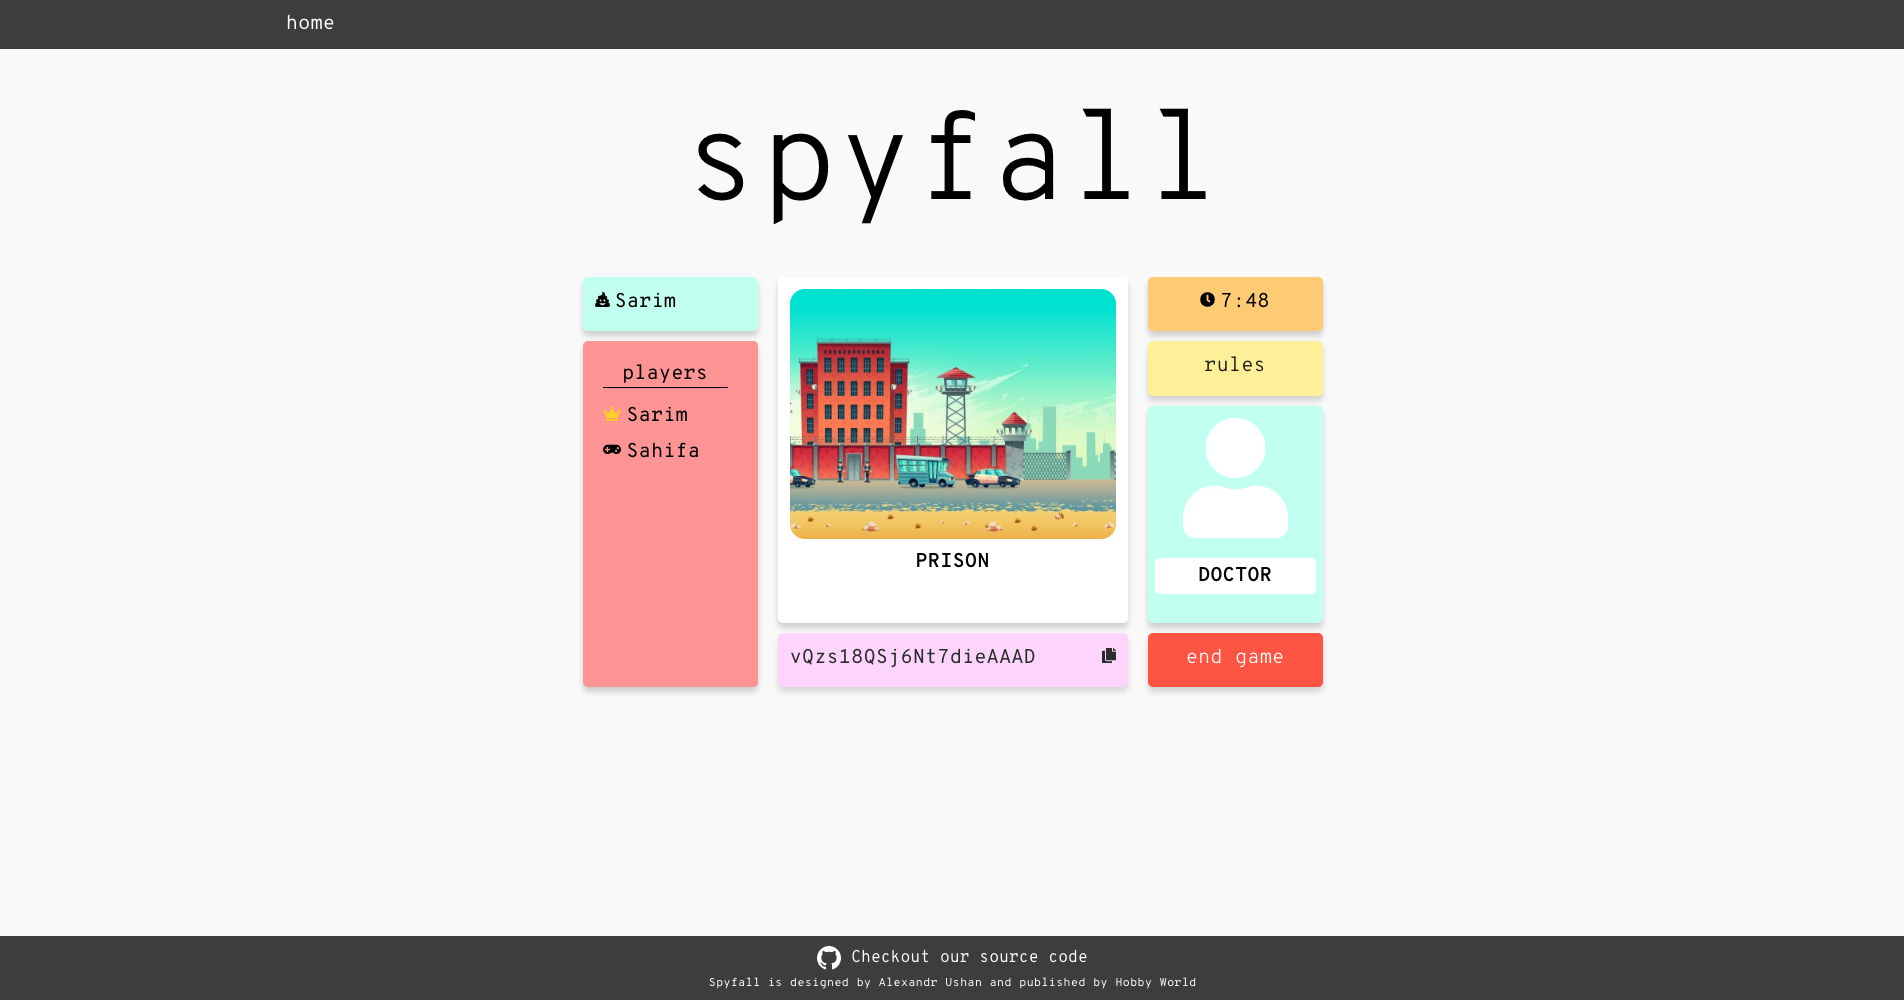 home
spyfall
Sarim
players
Sarim
Sahifa
PRISON
vQzs18QSj6Nt7dieAAAD
7:48
rules
DOCTOR
end game
Checkout our source code
Spyfall is designed by Alexandr Ushan and published by Hobby World